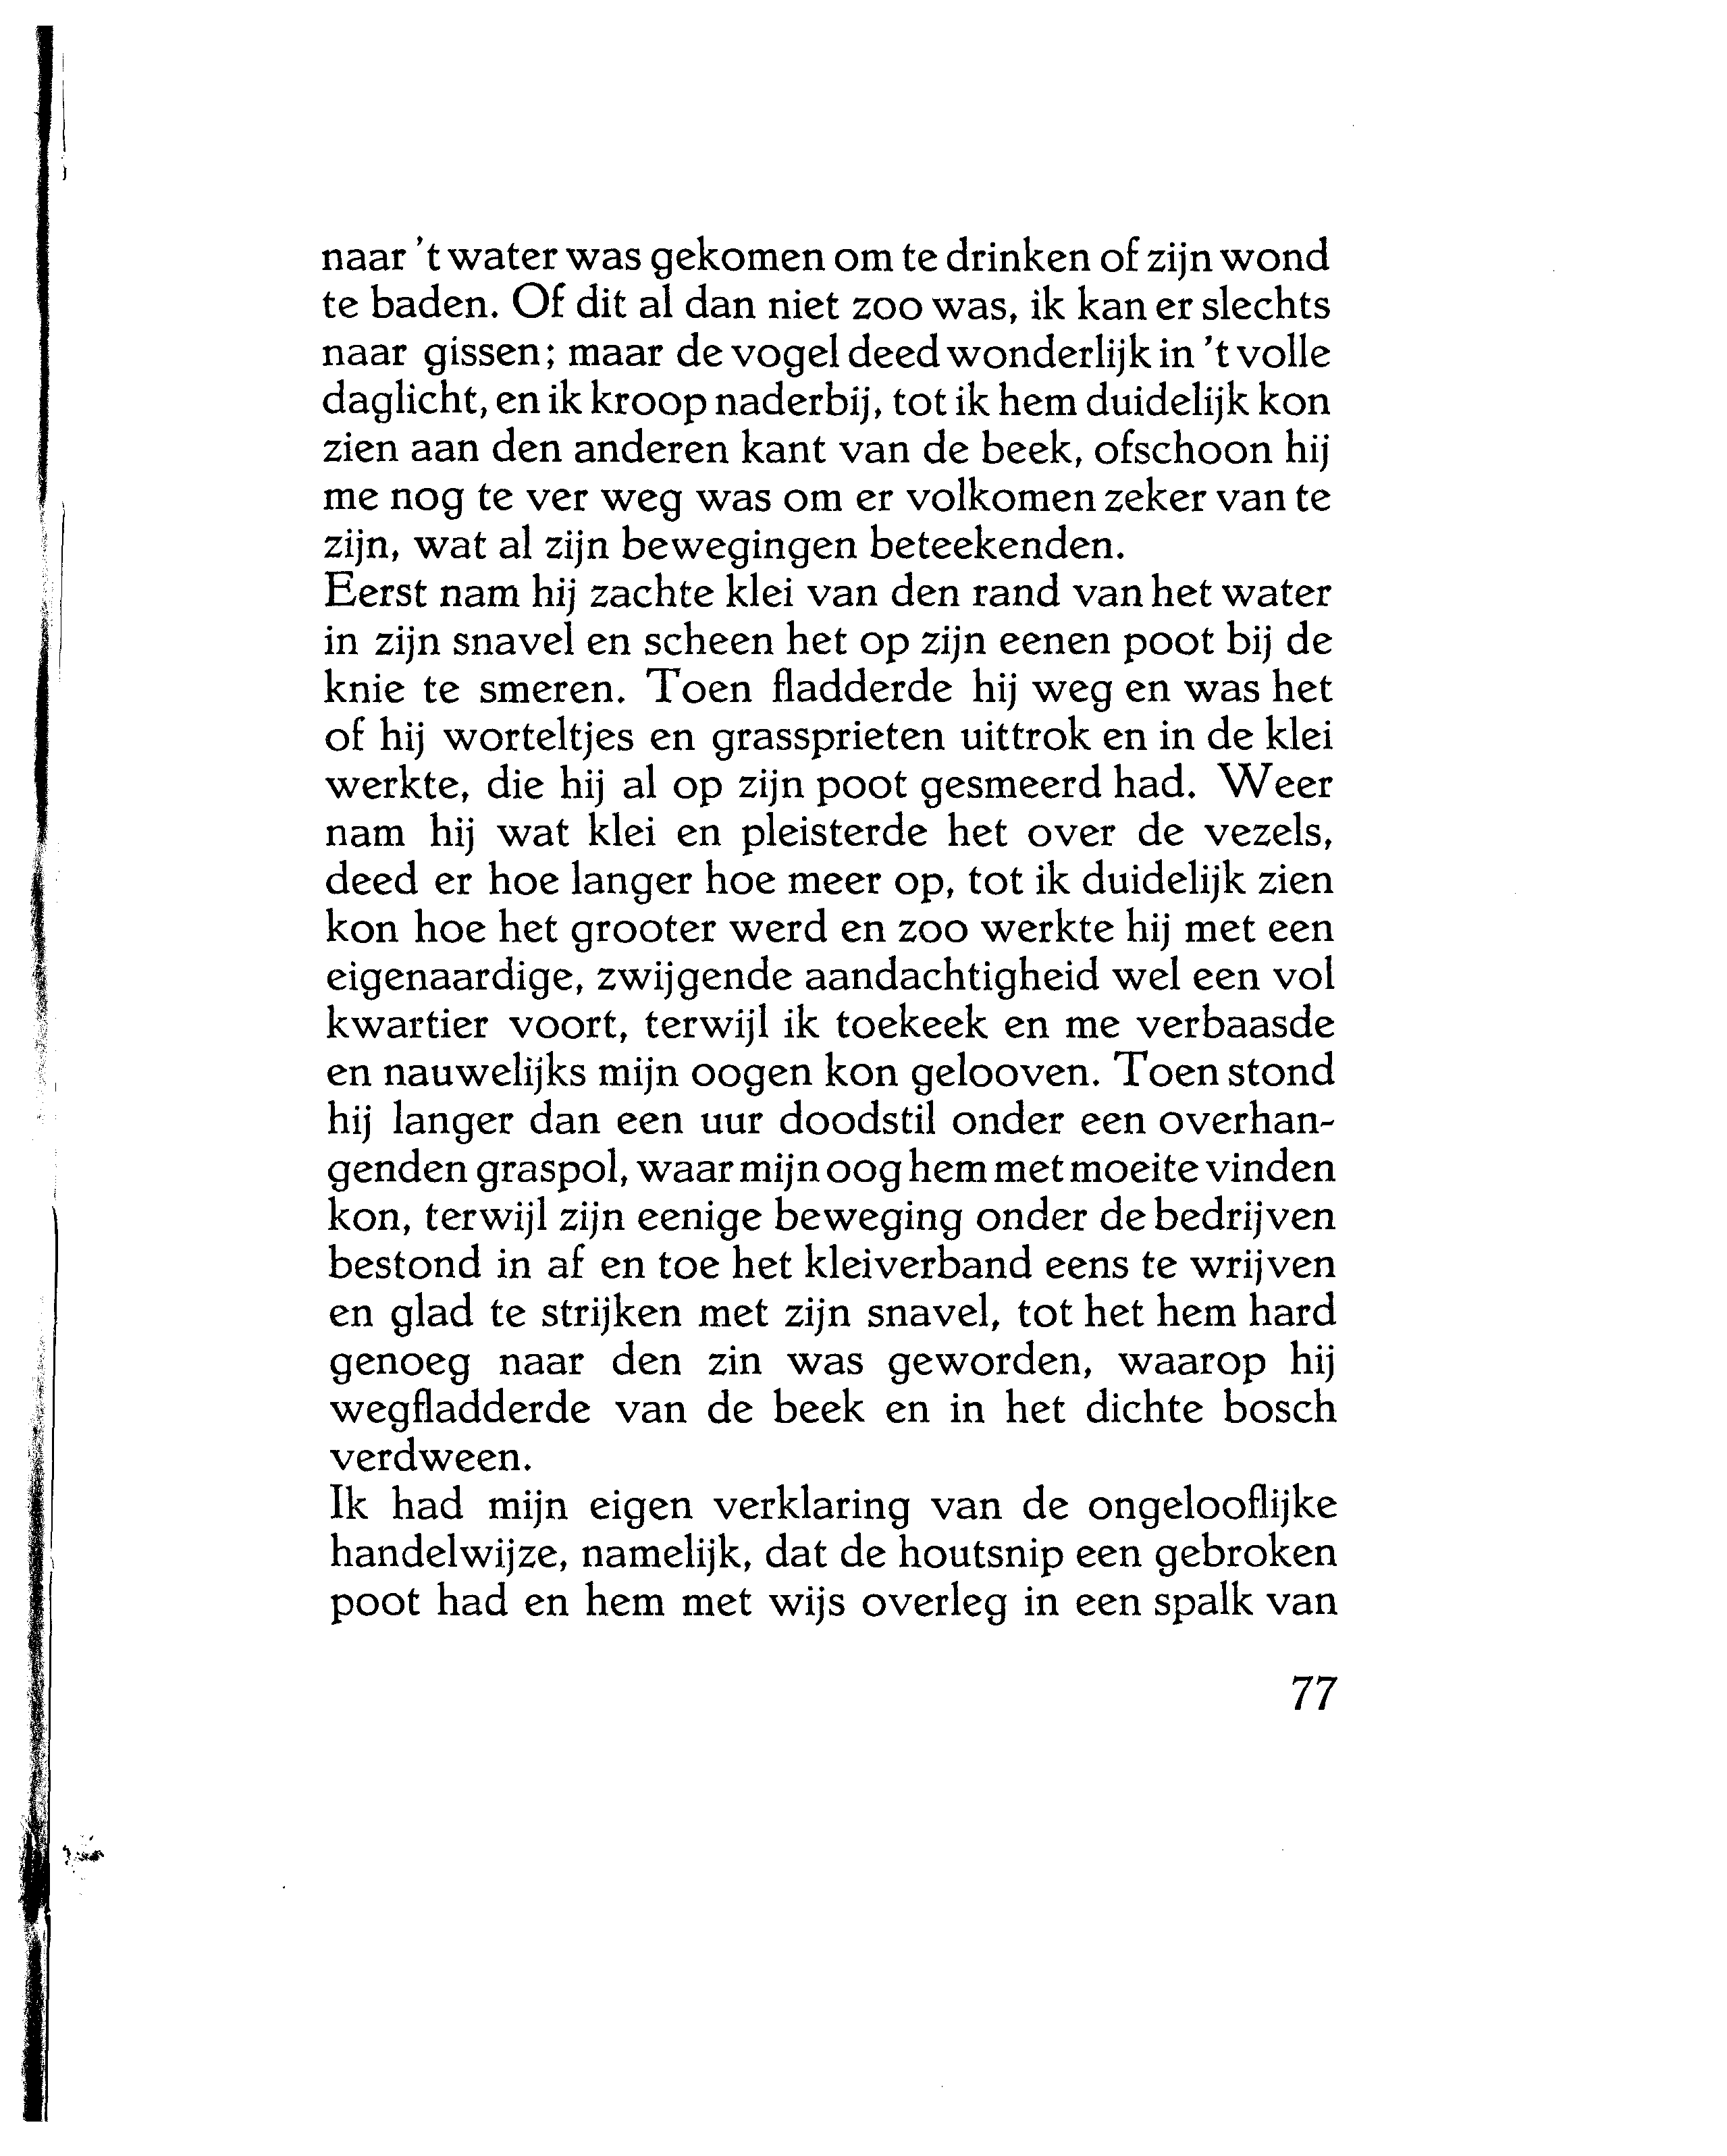 naar 't water was gekomen om te drinken of zijn wond
te baden. Of dit al dan niet zoo was, ik kan er slechts
naar gissen; maar de vogel deed wonderlijk in 't volle
daglicht, en ik kroop naderbij, tot ik hem duidelijk kon
zien aan den anderen kant van de beek, ofschoon hij
me nog te ver weg was om er volkomen zeker van te
zijn, wat al zijn bewegingen beteekenden.
Eerst nam hij zachte klei van den rand van het water
in zijn snavel en scheen het op zijn eenen poot bij de
knie te smeren. Toen fladderde hij weg en was het
of hij worteltjes en grassprieten uittrok en in de klei
werkte, die hij al op zijn poot gesmeerd had. Weer
nam hij wat klei en pleisterde het over de vezels,
deed er hoe langer hoe meer op, tot ik duidelijk zien
kon hoe het grooter werd en zoo werkte hij met een
eigenaardige, zwijgende aandachtigheid wel een vol
kwartier voort, terwijl ik toekeek en me verbaasde
en nauwelijks mijn oogen kon gelooven. Toen stond
hij langer dan een uur doodstil onder een overhan-
genden graspol, waar mijn oog hem met moeite vinden
kon, terwijl zijn eenige beweging onder de bedrijven
bestond in af en toe het kleiverband eens te wrijven
en glad te strijken met zijn snavel, tot het hem hard
genoeg naar den zin was geworden, waarop hij
wegfladderde van de beek en in het dichte bosch
verdween.
Ik had mijn eigen verklaring van de ongelooflijke
handelwijze, namelijk, dat de houtsnip een gebroken
poot had en hem met wijs overleg in een spalk van
77